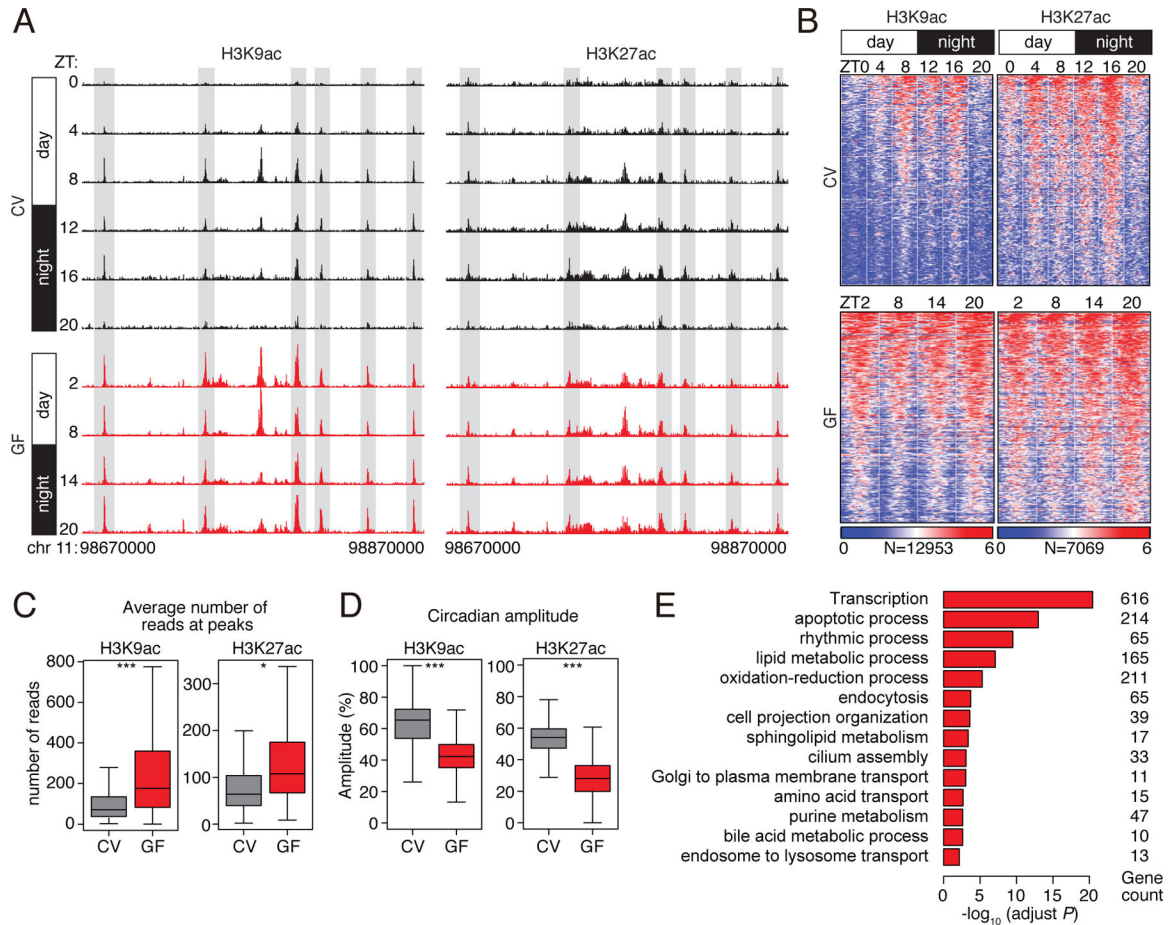 A
H3K9ac
H3K27ac
ZT:
CV
day
night
0
4
8
12
16
20
GF
day
night
2
8
14
20
chr 11:98670000
98870000
98670000
98870000
B
H3K9ac
H3K27ac
day
night
day
night
ZT0 4 8 12 16 20
0 4 8 12 16 20
CV
ZT2 8 14 20
2 8 14 20
GF
0 N=12953 6
0 N=7069 6
C
Average number of
reads at peaks
H3K9ac
H3K27ac
number of reads
800
600
400
200
0
***
CV GF
300
200
100
0
*
CV GF
D
Circadian amplitude
H3K9ac
H3K27ac
Amplitude (%)
100
80
60
40
20
0
***
CV GF
100
80
60
40
20
0
***
CV GF
E
Transcription 616
apoptotic process 214
rhythmic process 65
lipid metabolic process 165
oxidation-reduction process 211
endocytosis 65
cell projection organization 39
sphingolipid metabolism 17
cilium assembly 33
Golgi to plasma membrane transport 11
amino acid transport 15
purine metabolism 47
bile acid metabolic process 10
endosome to lysosome transport 13
0 5 10 15 20
-log10 (adjust P)
Gene
count